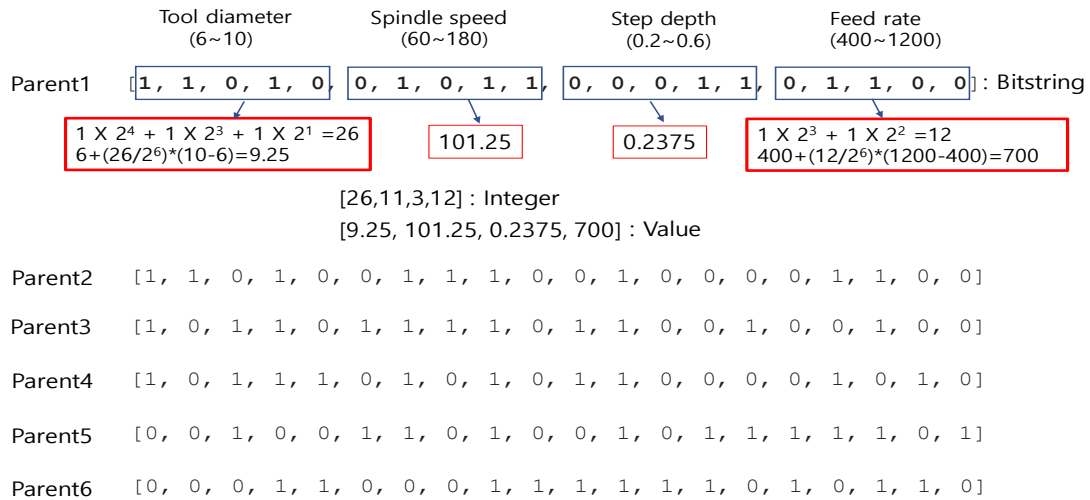 Tool diameter Spindle speed Step depth Feed rate
(6~10) (60~180) (0.2~0.6) (400~1200)
Parent1 [1, 1, 0, 1, 0, 0, 1, 0, 1, 1, 0, 0, 0, 1, 1, 0, 1, 1, 0, 0] : Bitstring
1 X 2⁴ + 1 X 2³ + 1 X 2¹ =26
6+(26/2⁶)*(10-6)=9.25
101.25
0.2375
1 X 2³ + 1 X 2² =12
400+(12/2⁶)*(1200-400)=700
[26,11,3,12] : Integer
[9.25, 101.25, 0.2375, 700] : Value
Parent2 [1, 1, 0, 1, 0, 0, 1, 1, 1, 0, 0, 1, 0, 0, 0, 0, 1, 1, 0, 0]
Parent3 [1, 0, 1, 1, 0, 1, 1, 1, 1, 0, 1, 1, 0, 0, 1, 0, 0, 1, 0, 0]
Parent4 [1, 0, 1, 1, 1, 0, 1, 0, 1, 0, 1, 1, 0, 0, 0, 0, 1, 0, 1, 0]
Parent5 [0, 0, 1, 0, 0, 1, 1, 0, 1, 0, 0, 1, 0, 1, 1, 1, 1, 1, 0, 1]
Parent6 [0, 0, 0, 1, 1, 0, 0, 0, 1, 1, 1, 1, 1, 1, 0, 1, 0, 1, 1, 0]